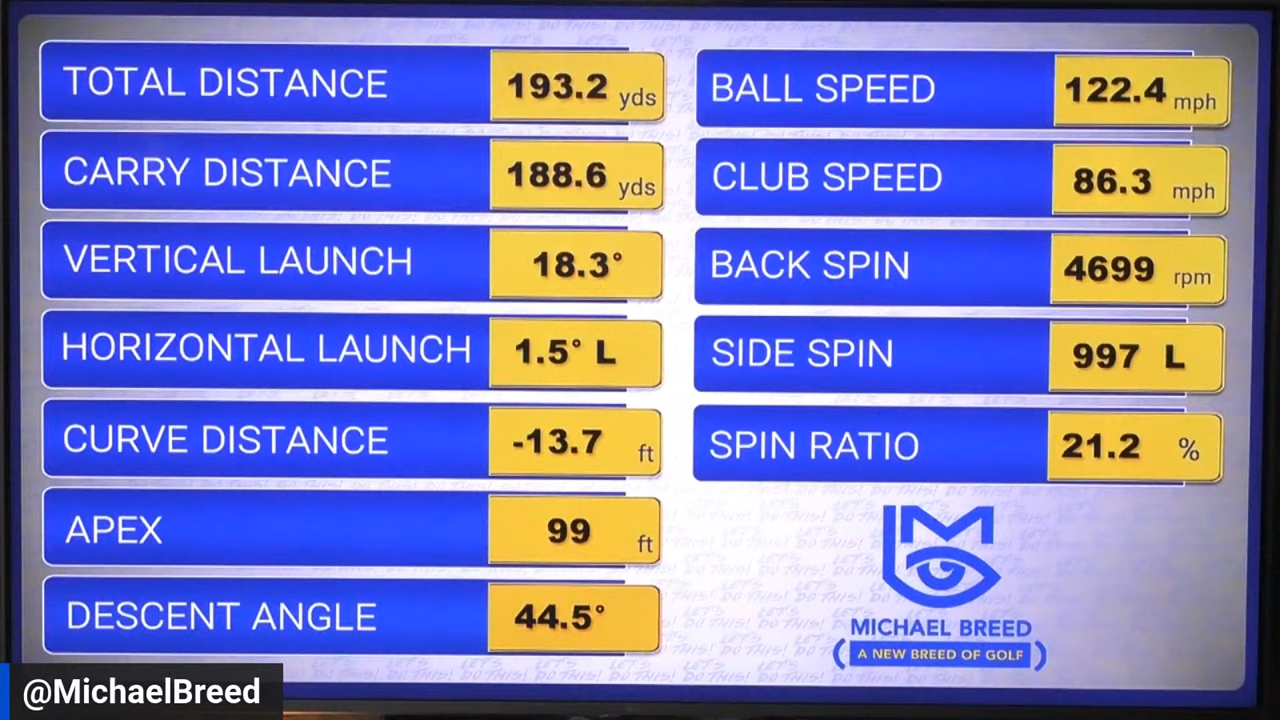 TOTAL DISTANCE 193.2 yds
CARRY DISTANCE 188.6 yds
VERTICAL LAUNCH 18.3°
HORIZONTAL LAUNCH 1.5° L
CURVE DISTANCE -13.7 ft
APEX 99 ft
DESCENT ANGLE 44.5°
BALL SPEED 122.4 mph
CLUB SPEED 86.3 mph
BACK SPIN 4699 rpm
SIDE SPIN 997 L
SPIN RATIO 21.2 %
MICHAEL BREED
(A NEW BREED OF GOLF)
@MichaelBreed
LET'S DO THIS!